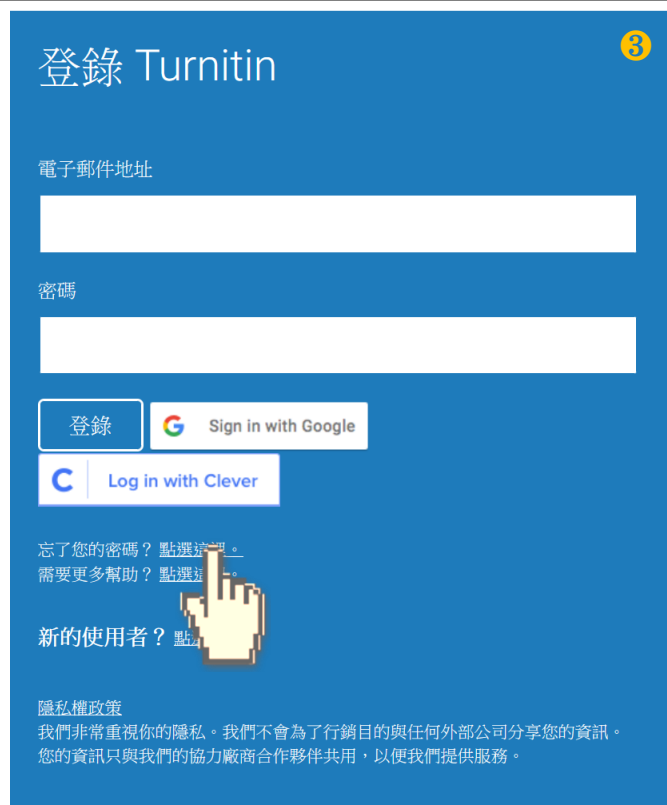 登錄 Turnitin
3
電子郵件地址
密碼
登錄
G Sign in with Google
C Log in with Clever
忘了您的密碼？點選這裡。
需要更多幫助？點選這。
新的使用者？點
隱私權政策
我們非常重視你的隱私。我們不會為了行銷目的與任何外部公司分享您的資訊。
您的資訊只與我們的協力廠商合作夥伴共用，以便我們提供服務。